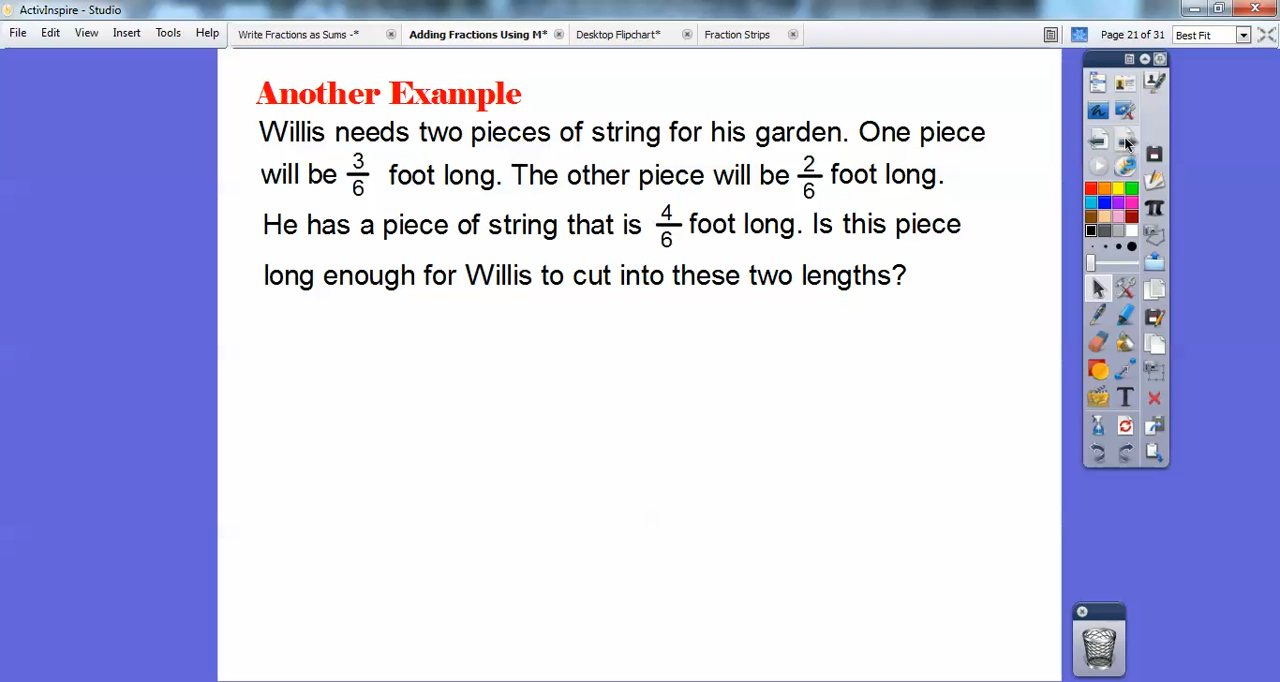 ActivInspire - Studio
File Edit View Insert Tools Help
Write Fractions as Sums -* Adding Fractions Using M* Desktop Flipchart* Fraction Strips Page 21 of 31 Best Fit
Another Example
Willis needs two pieces of string for his garden. One piece
will be 3/6 foot long. The other piece will be 2/6 foot long.
He has a piece of string that is 4/6 foot long. Is this piece
long enough for Willis to cut into these two lengths?